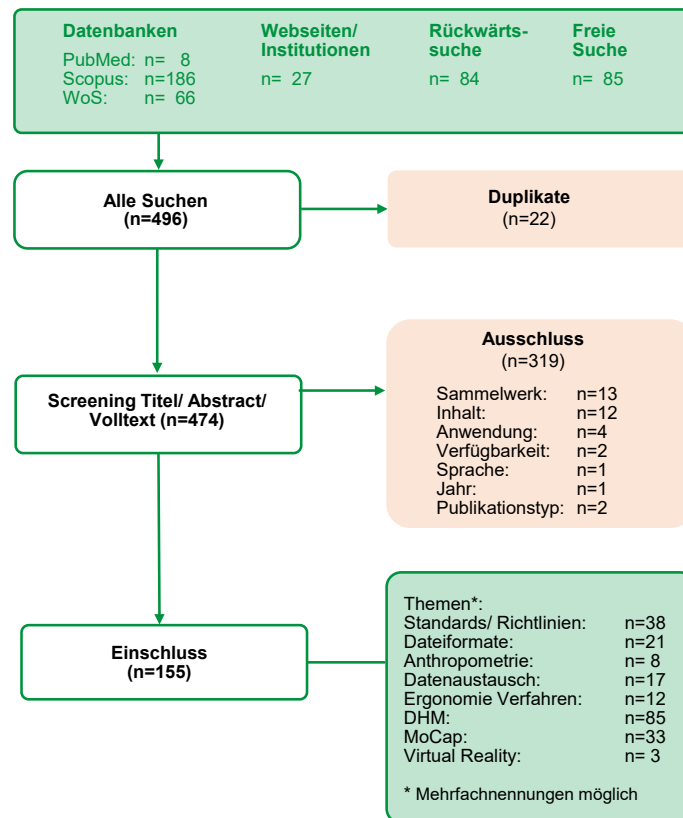 Datenbanken
PubMed: n= 8
Scopus: n=186
WoS: n= 66
Webseiten/
Institutionen
n= 27
Rückwärts-
suche
n= 84
Freie
Suche
n= 85
Alle Suchen
(n=496)
Duplikate
(n=22)
Ausschluss
(n=319)
Sammelwerk: n=13
Inhalt: n=12
Anwendung: n=4
Verfügbarkeit: n=2
Sprache: n=1
Jahr: n=1
Publikationstyp: n=2
Screening Titel/ Abstract/
Volltext (n=474)
Einschluss
(n=155)
Themen*:
Standards/ Richtlinien: n=38
Dateiformate: n=21
Anthropometrie: n= 8
Datenaustausch: n=17
Ergonomie Verfahren: n=12
DHM: n=85
MoCap: n=33
Virtual Reality: n= 3
* Mehrfachnennungen möglich